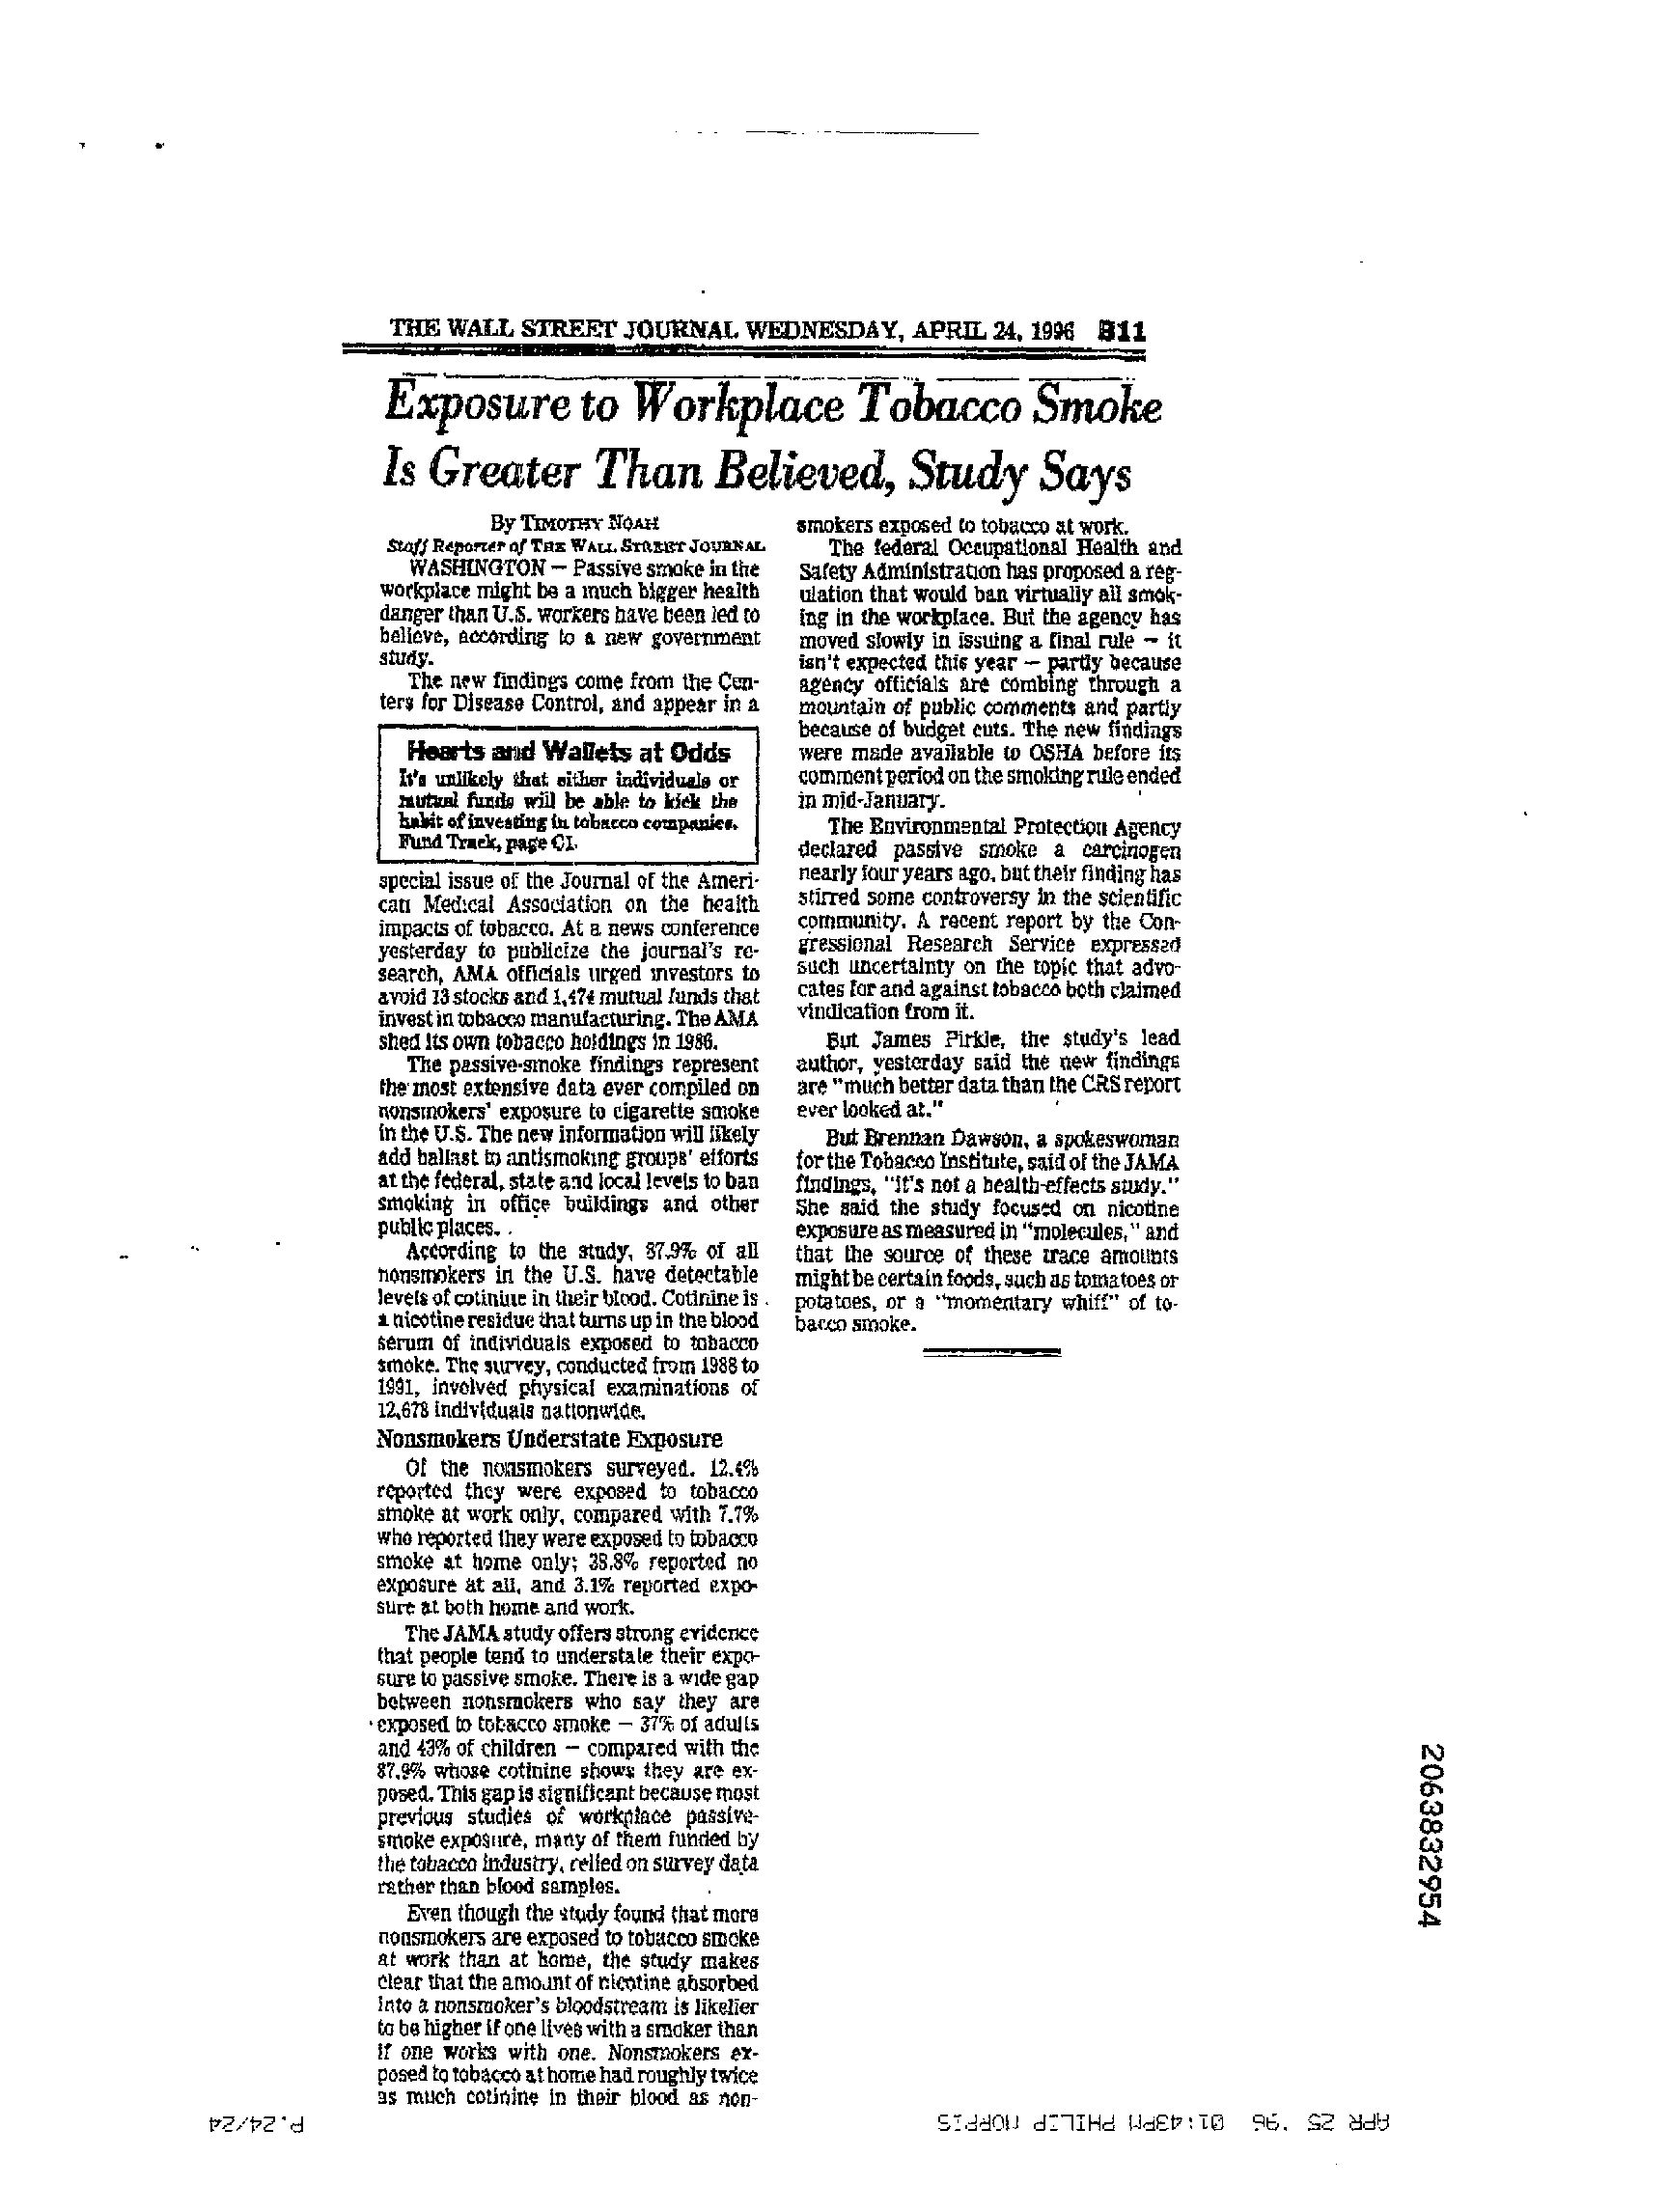 THE WALL STREET JOURNAL WEDNESDAY, APRIL 24, 1996 B11
Exposure to Workplace Tobacco Smoke
Is Greater Than Believed, Study Says
By TIMOTHY NOAH
Staff Reporter of THE WALL STREET JOURNAL
WASHINGTON — Passive smoke in the
workplace might be a much bigger health
danger than U.S. workers have been led to
believe, according to a new government
study.
The new findings come from the Cen-
ters for Disease Control, and appear in a
Hearts and Wallets at Odds
It's unlikely that either individuals or
mutual funds will be able to kick the
habit of investing in tobacco companies.
Fund Track, page C1.
special issue of the Journal of the Ameri-
can Medical Association on the health
impacts of tobacco. At a news conference
yesterday to publicize the journal's re-
search, AMA officials urged investors to
avoid 13 stocks and 1,474 mutual funds that
invest in tobacco manufacturing. The AMA
shed its own tobacco holdings in 1986.
The passive-smoke findings represent
the most extensive data ever compiled on
nonsmokers' exposure to cigarette smoke
in the U.S. The new information will likely
add ballast to antismoking groups' efforts
at the federal, state and local levels to ban
smoking in office buildings and other
public places.
According to the study, 87.9% of all
nonsmokers in the U.S. have detectable
levels of cotinine in their blood. Cotinine is
a nicotine residue that turns up in the blood
serum of individuals exposed to tobacco
smoke. The survey, conducted from 1988 to
1991, involved physical examinations of
12,678 individuals nationwide.
Nonsmokers Understate Exposure
Of the nonsmokers surveyed, 12.4%
reported they were exposed to tobacco
smoke at work only, compared with 7.7%
who reported they were exposed to tobacco
smoke at home only; 38.8% reported no
exposure at all, and 3.1% reported expo-
sure at both home and work.
The JAMA study offers strong evidence
that people tend to understate their expo-
sure to passive smoke. There is a wide gap
between nonsmokers who say they are
exposed to tobacco smoke — 37% of adults
and 43% of children — compared with the
87.9% whose cotinine shows they are ex-
posed. This gap is significant because most
previous studies of workplace passive-
smoke exposure, many of them funded by
the tobacco industry, relied on survey data
rather than blood samples.
Even though the study found that more
nonsmokers are exposed to tobacco smoke
at work than at home, the study makes
clear that the amount of nicotine absorbed
into a nonsmoker's bloodstream is likelier
to be higher if one lives with a smoker than
if one works with one. Nonsmokers ex-
posed to tobacco at home had roughly twice
as much cotinine in their blood as non-
smokers exposed to tobacco at work.
The federal Occupational Health and
Safety Administration has proposed a reg-
ulation that would ban virtually all smok-
ing in the workplace. But the agency has
moved slowly in issuing a final rule — it
isn't expected this year — partly because
agency officials are combing through a
mountain of public comments and partly
because of budget cuts. The new findings
were made available to OSHA before its
comment period on the smoking rule ended
in mid-January.
The Environmental Protection Agency
declared passive smoke a carcinogen
nearly four years ago, but their finding has
stirred some controversy in the scientific
community. A recent report by the Con-
gressional Research Service expressed
such uncertainty on the topic that advo-
cates for and against tobacco both claimed
vindication from it.
But James Pirkle, the study's lead
author, yesterday said the new findings
are "much better data than the CRS report
ever looked at."
But Brennan Dawson, a spokeswoman
for the Tobacco Institute, said of the JAMA
findings, "it's not a health-effects study."
She said the study focused on nicotine
exposure as measured in "molecules," and
that the source of these trace amounts
might be certain foods, such as tomatoes or
potatoes, or a "momentary whiff" of to-
bacco smoke.
2063832954
APR 25 '96 01:43PM PHILIP MORRIS
P.24/24